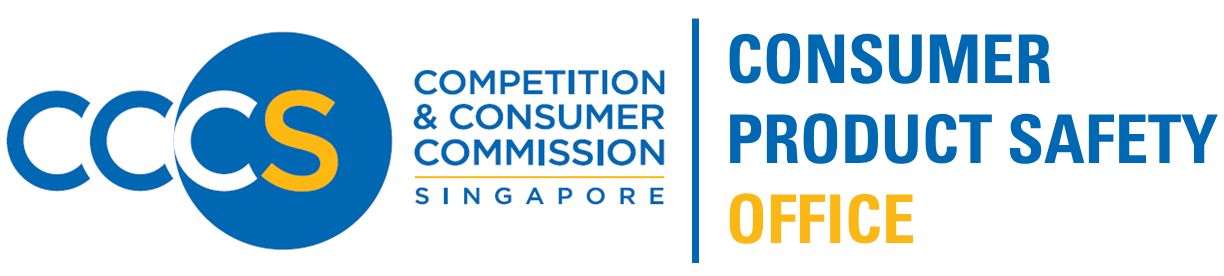 CCCS
COMPETITION
& CONSUMER
COMMISSION
SINGAPORE
CONSUMER
PRODUCT SAFETY
OFFICE